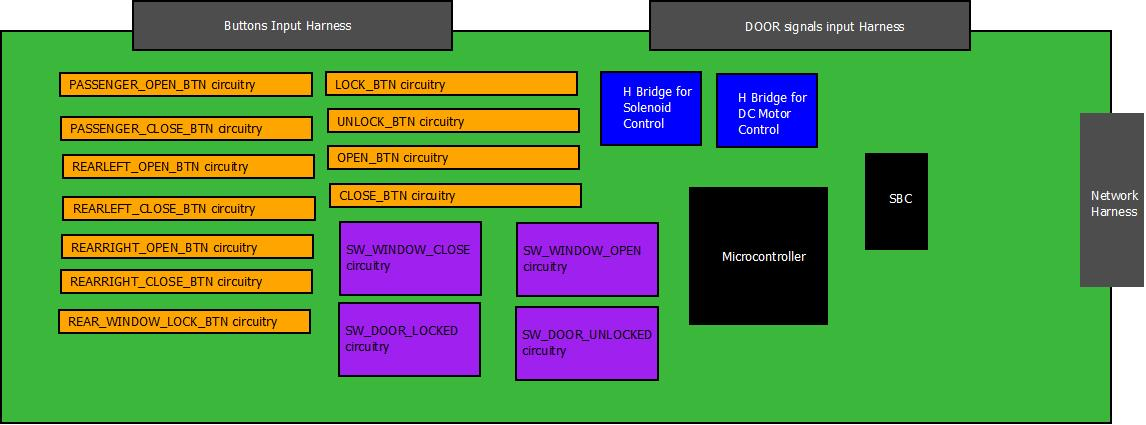 Buttons Input Harness
DOOR signals input Harness
PASSENGER_OPEN_BTN circuitry
PASSENGER_CLOSE_BTN circuitry
REARLEFT_OPEN_BTN circuitry
REARLEFT_CLOSE_BTN circuitry
REARRIGHT_OPEN_BTN circuitry
REARRIGHT_CLOSE_BTN circuitry
REAR_WINDOW_LOCK_BTN circuitry
LOCK_BTN circuitry
UNLOCK_BTN circuitry
OPEN_BTN circuitry
CLOSE_BTN circuitry
SW_WINDOW_CLOSE
circuitry
SW_WINDOW_OPEN
circuitry
SW_DOOR_LOCKED
circuitry
SW_DOOR_UNLOCKED
circuitry
H Bridge for
Solenoid
Control
H Bridge for
DC Motor
Control
Microcontroller
SBC
Network
Harness